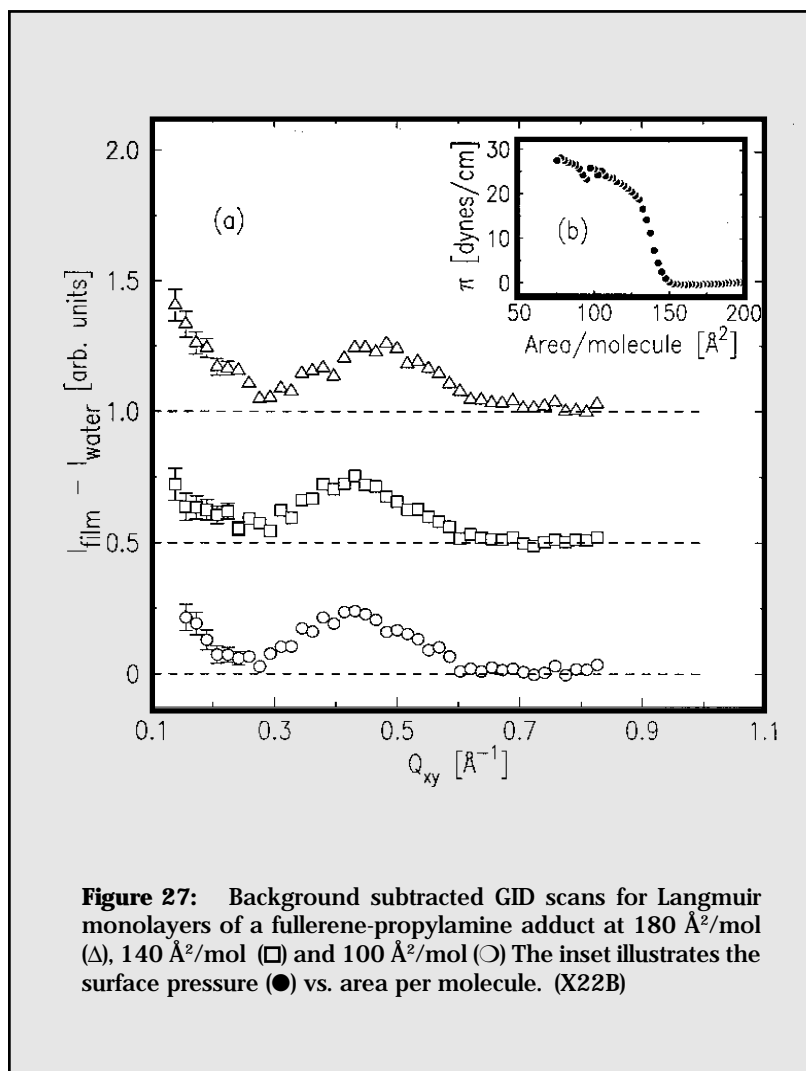 2.0
1.5
1.0
0.5
0
I_film − I_water [arb. units]
(a)
0.1 0.3 0.5 0.7 0.9 1.1
Q_xy [Å⁻¹]
30
20
10
0
π [dynes/cm]
(b)
50 100 150 200
Area/molecule [Å²]
Figure 27: Background subtracted GID scans for Langmuir
monolayers of a fullerene-propylamine adduct at 180 Å²/mol
(Δ), 140 Å²/mol (□) and 100 Å²/mol (❍) The inset illustrates the
surface pressure (●) vs. area per molecule. (X22B)